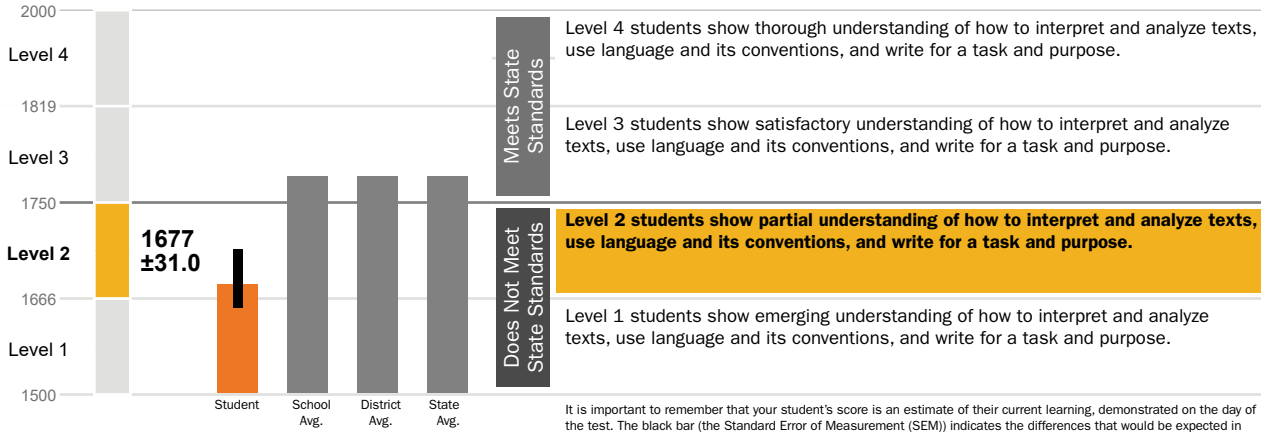 2000
Level 4
1819
Level 3
1750
Level 2
1666
Level 1
1500
1677
±31.0
Student
School
Avg.
District
Avg.
State
Avg.
Meets State
Standards
Does Not Meet
State Standards
Level 4 students show thorough understanding of how to interpret and analyze texts,
use language and its conventions, and write for a task and purpose.
Level 3 students show satisfactory understanding of how to interpret and analyze
texts, use language and its conventions, and write for a task and purpose.
Level 2 students show partial understanding of how to interpret and analyze texts,
use language and its conventions, and write for a task and purpose.
Level 1 students show emerging understanding of how to interpret and analyze
texts, use language and its conventions, and write for a task and purpose.
It is important to remember that your student's score is an estimate of their current learning, demonstrated on the day of
the test. The black bar (the Standard Error of Measurement (SEM)) indicates the differences that would be expected in